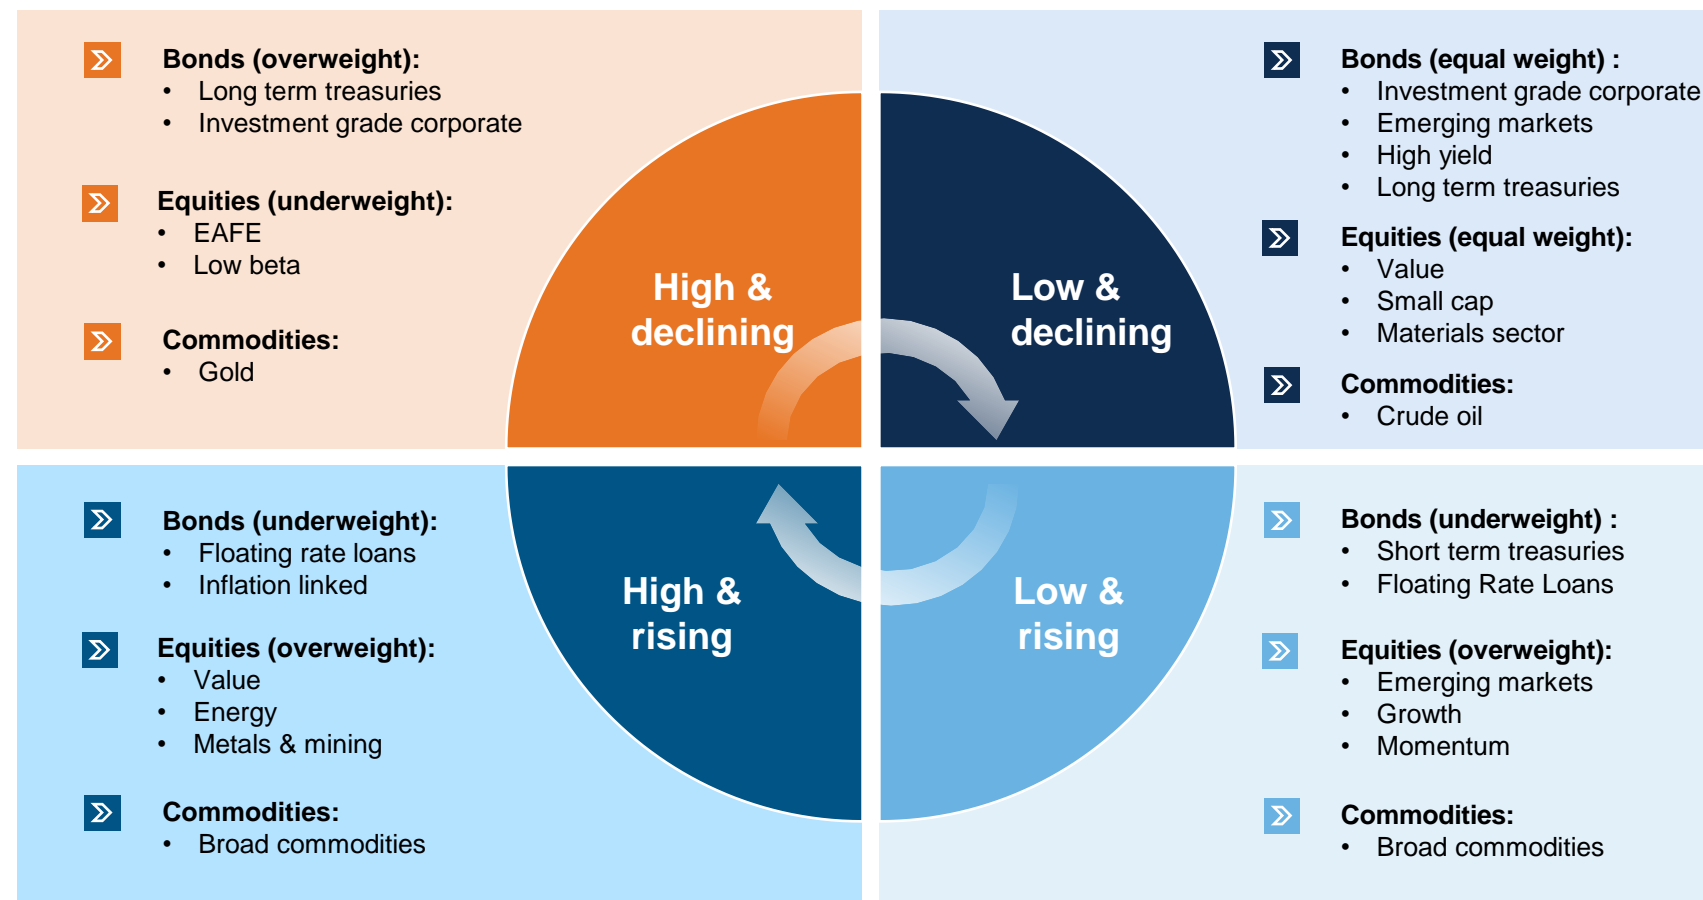 Bonds (overweight):
• Long term treasuries
• Investment grade corporate
Equities (underweight):
• EAFE
• Low beta
Commodities:
• Gold
High &
declining
Low &
declining
Bonds (equal weight) :
• Investment grade corporate
• Emerging markets
• High yield
• Long term treasuries
Equities (equal weight):
• Value
• Small cap
• Materials sector
Commodities:
• Crude oil
Bonds (underweight):
• Floating rate loans
• Inflation linked
Equities (overweight):
• Value
• Energy
• Metals & mining
Commodities:
• Broad commodities
High &
rising
Low &
rising
Bonds (underweight) :
• Short term treasuries
• Floating Rate Loans
Equities (overweight):
• Emerging markets
• Growth
• Momentum
Commodities:
• Broad commodities